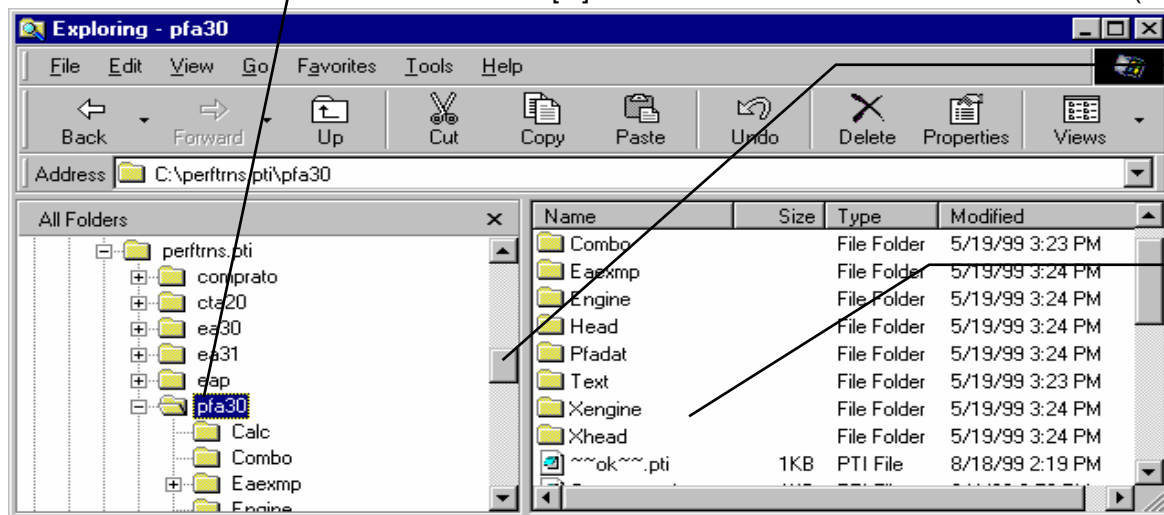 Exploring - pfa30
File Edit View Go Favorites Tools Help
Back Forward Up Cut Copy Paste Undo Delete Properties Views
Address C:\perftrns.pti\pfa30
All Folders
perftrns.pti
comprato
cta20
ea30
ea31
eap
pfa30
Calc
Combo
Eaexmp
Engine
Name Size Type Modified
Combo File Folder 5/19/99 3:23 PM
Eaexmp File Folder 5/19/99 3:24 PM
Engine File Folder 5/19/99 3:24 PM
Head File Folder 5/19/99 3:24 PM
Pfadat File Folder 5/19/99 3:24 PM
Text File Folder 5/19/99 3:23 PM
Xengine File Folder 5/19/99 3:24 PM
Xhead File Folder 5/19/99 3:24 PM
~~ok~~.pti 1KB PTI File 8/18/99 2:19 PM